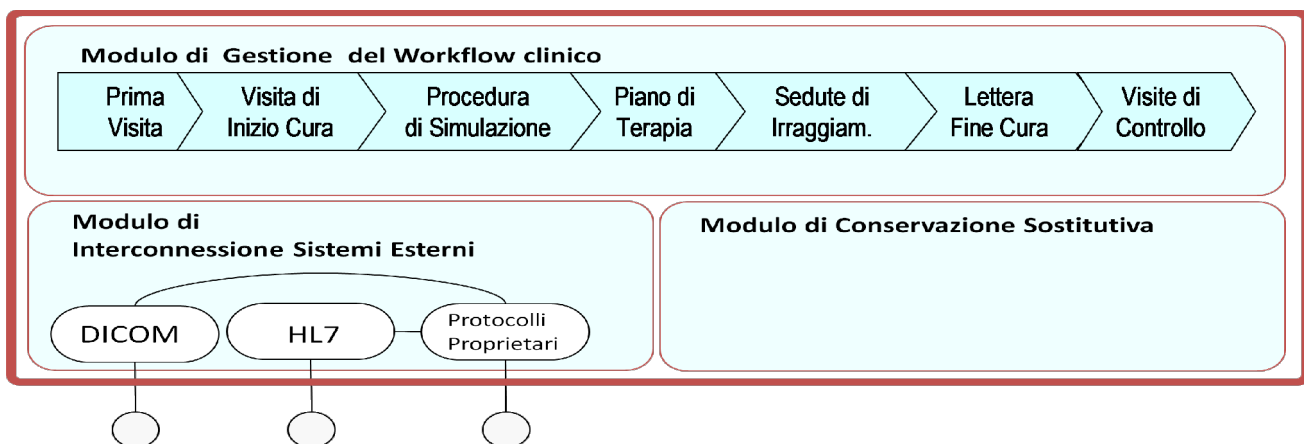 Modulo di Gestione del Workflow clinico
Prima
Visita
Visita di
Inizio Cura
Procedura
di Simulazione
Piano di
Terapia
Sedute di
Irraggiam.
Lettera
Fine Cura
Visite di
Controllo
Modulo di
Interconnessione Sistemi Esterni
DICOM
HL7
Protocolli
Proprietari
Modulo di Conservazione Sostitutiva